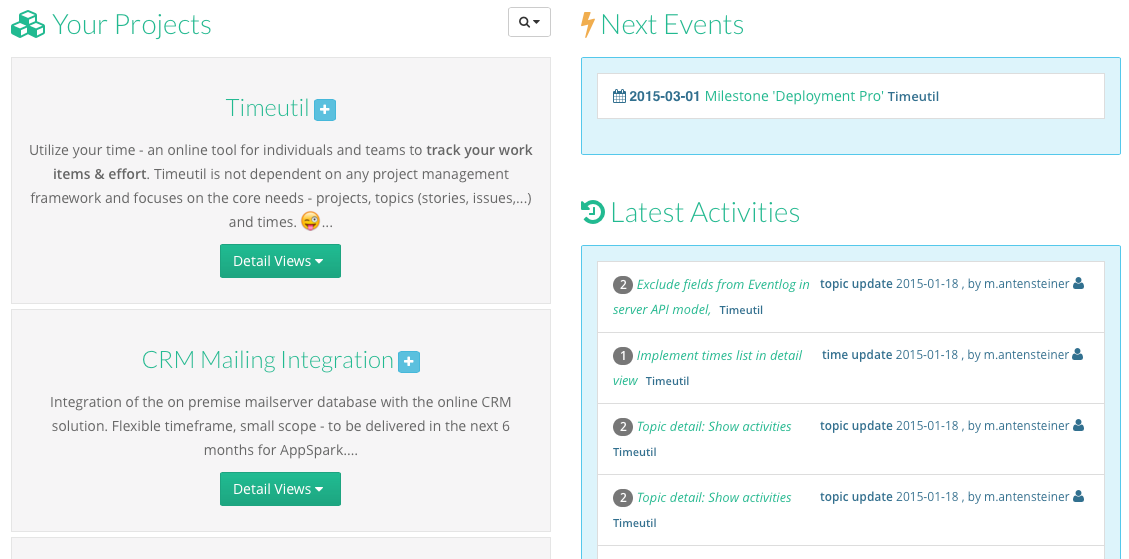 Your Projects
Timeutil
Utilize your time - an online tool for individuals and teams to track your work
items & effort. Timeutil is not dependent on any project management
framework and focuses on the core needs - projects, topics (stories, issues,...)
and times. 😜...
Detail Views
CRM Mailing Integration
Integration of the on premise mailserver database with the online CRM
solution. Flexible timeframe, small scope - to be delivered in the next 6
months for AppSpark....
Detail Views
Next Events
2015-03-01 Milestone 'Deployment Pro' Timeutil
Latest Activities
2 Exclude fields from Eventlog in topic update 2015-01-18 , by m.antensteiner
server API model, Timeutil
1 Implement times list in detail time update 2015-01-18 , by m.antensteiner
view Timeutil
2 Topic detail: Show activities topic update 2015-01-18 , by m.antensteiner
Timeutil
2 Topic detail: Show activities topic update 2015-01-18 , by m.antensteiner
Timeutil